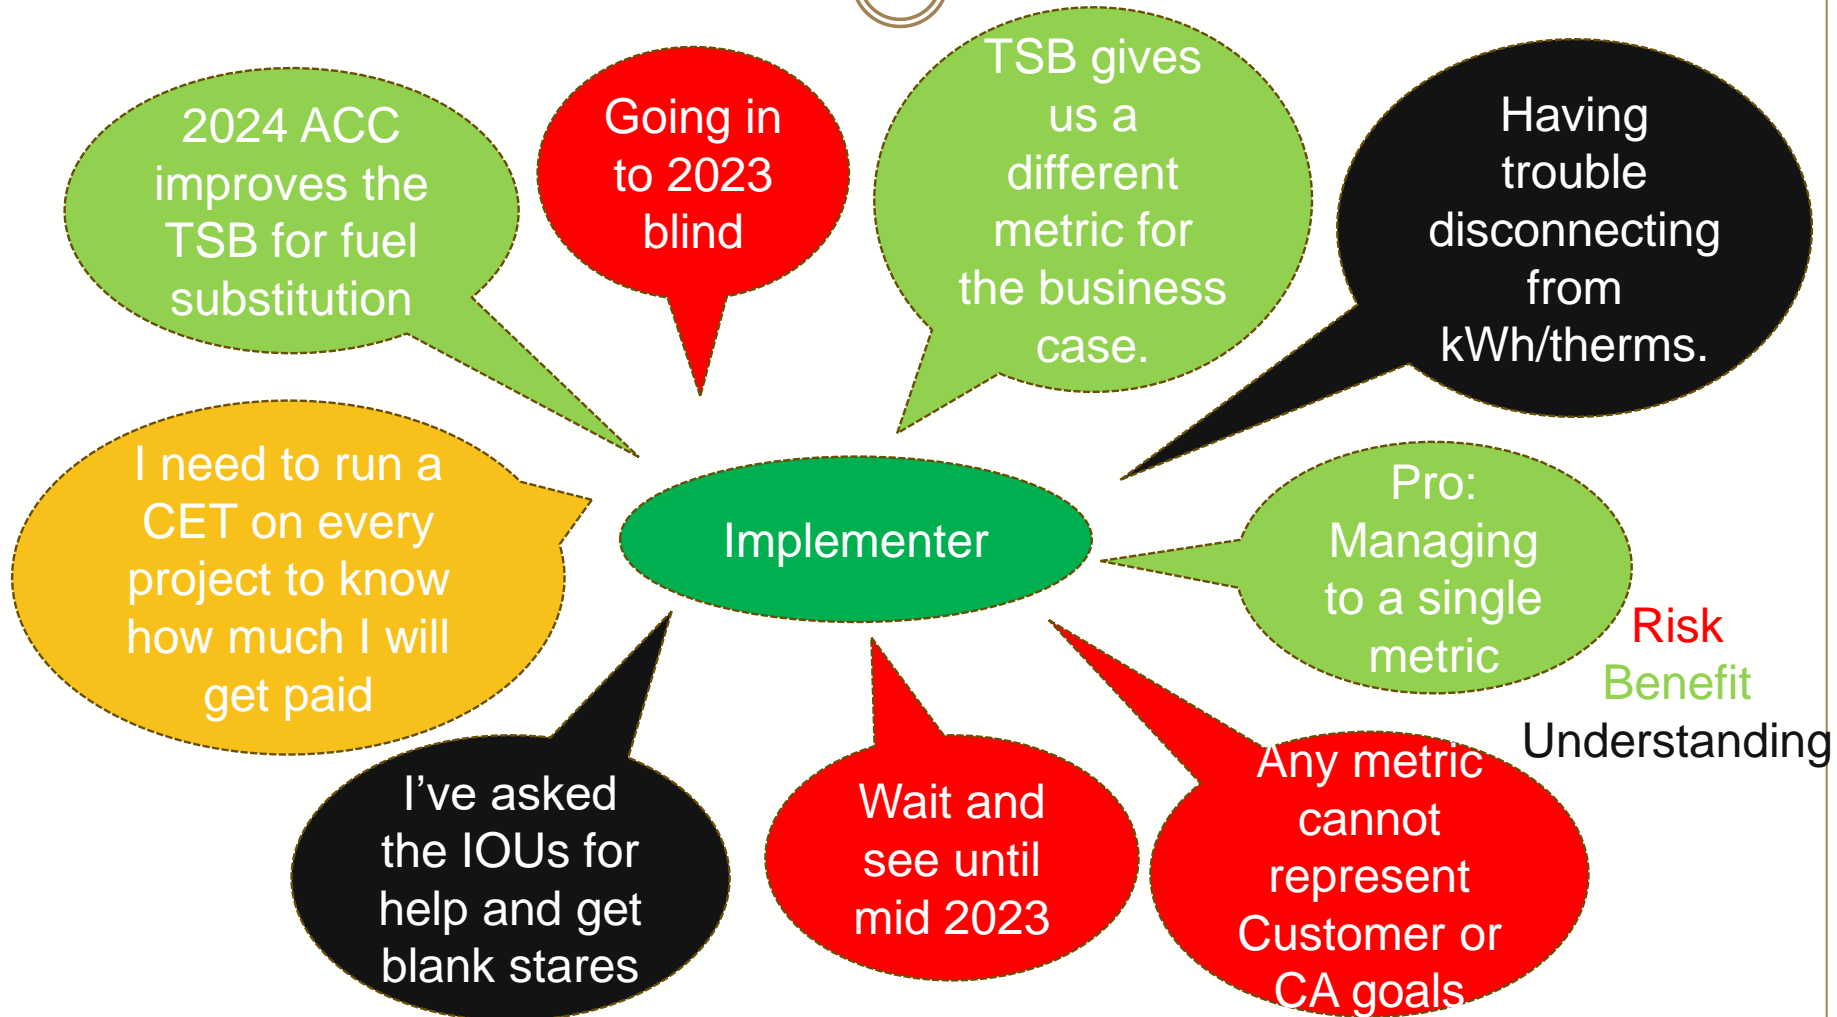 2024 ACC
improves the
TSB for fuel
substitution
Going in
to 2023
blind
TSB gives
us a
different
metric for
the business
case.
Having
trouble
disconnecting
from
kWh/therms.
I need to run a
CET on every
project to know
how much I will
get paid
Implementer
Pro:
Managing
to a single
metric
Risk
Benefit
Understanding
I’ve asked
the IOUs for
help and get
blank stares
Wait and
see until
mid 2023
Any metric
cannot
represent
Customer or
CA goals